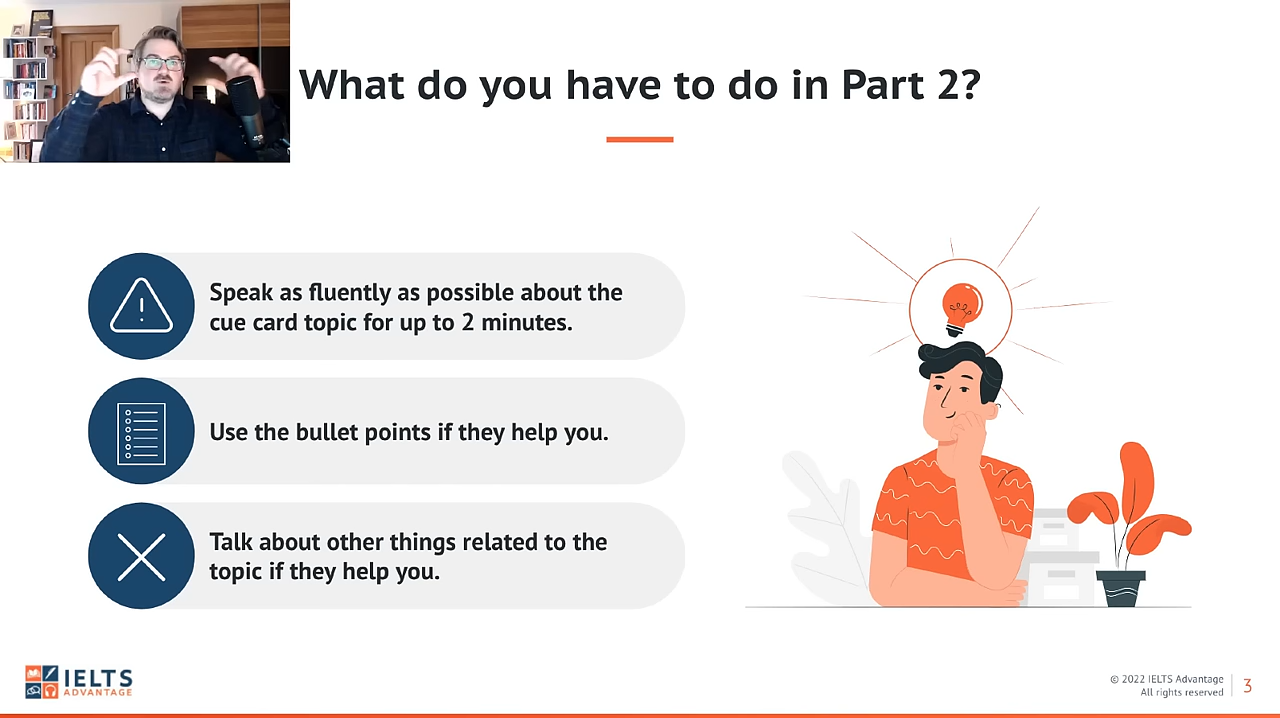 What do you have to do in Part 2?
Speak as fluently as possible about the
cue card topic for up to 2 minutes.
Use the bullet points if they help you.
Talk about other things related to the
topic if they help you.
IELTS
ADVANTAGE
© 2022 IELTS Advantage
All rights reserved
3